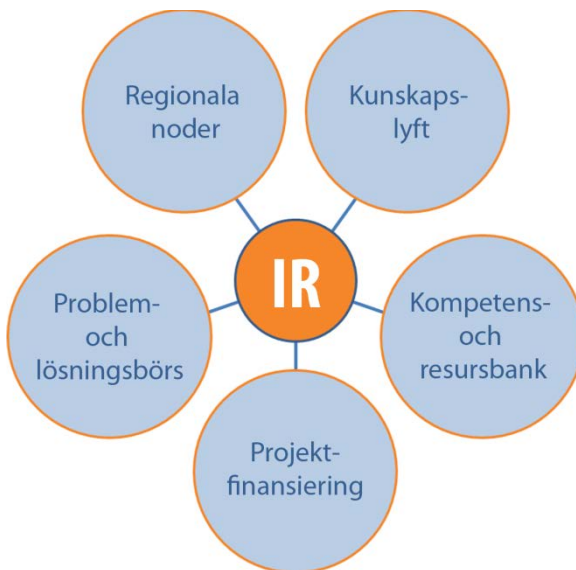 Regionala
noder
Kunskaps-
lyft
IR
Problem-
och
lösningsbörs
Kompetens-
och
resursbank
Projekt-
finansiering